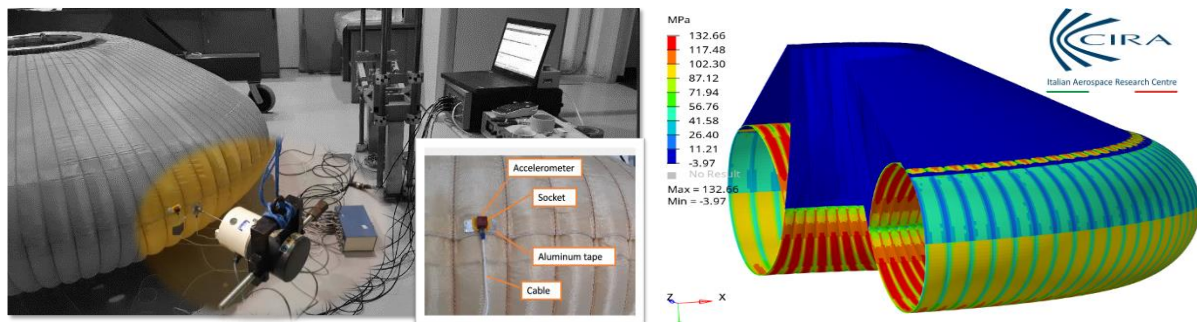 Accelerometer
Socket
Aluminum tape
Cable
MPa
132.66
117.48
102.30
87.12
71.94
56.76
41.58
26.40
11.21
-3.97
No Result
Max = 132.66
Min = -3.97
Z
X
CIRA
Italian Aerospace Research Centre